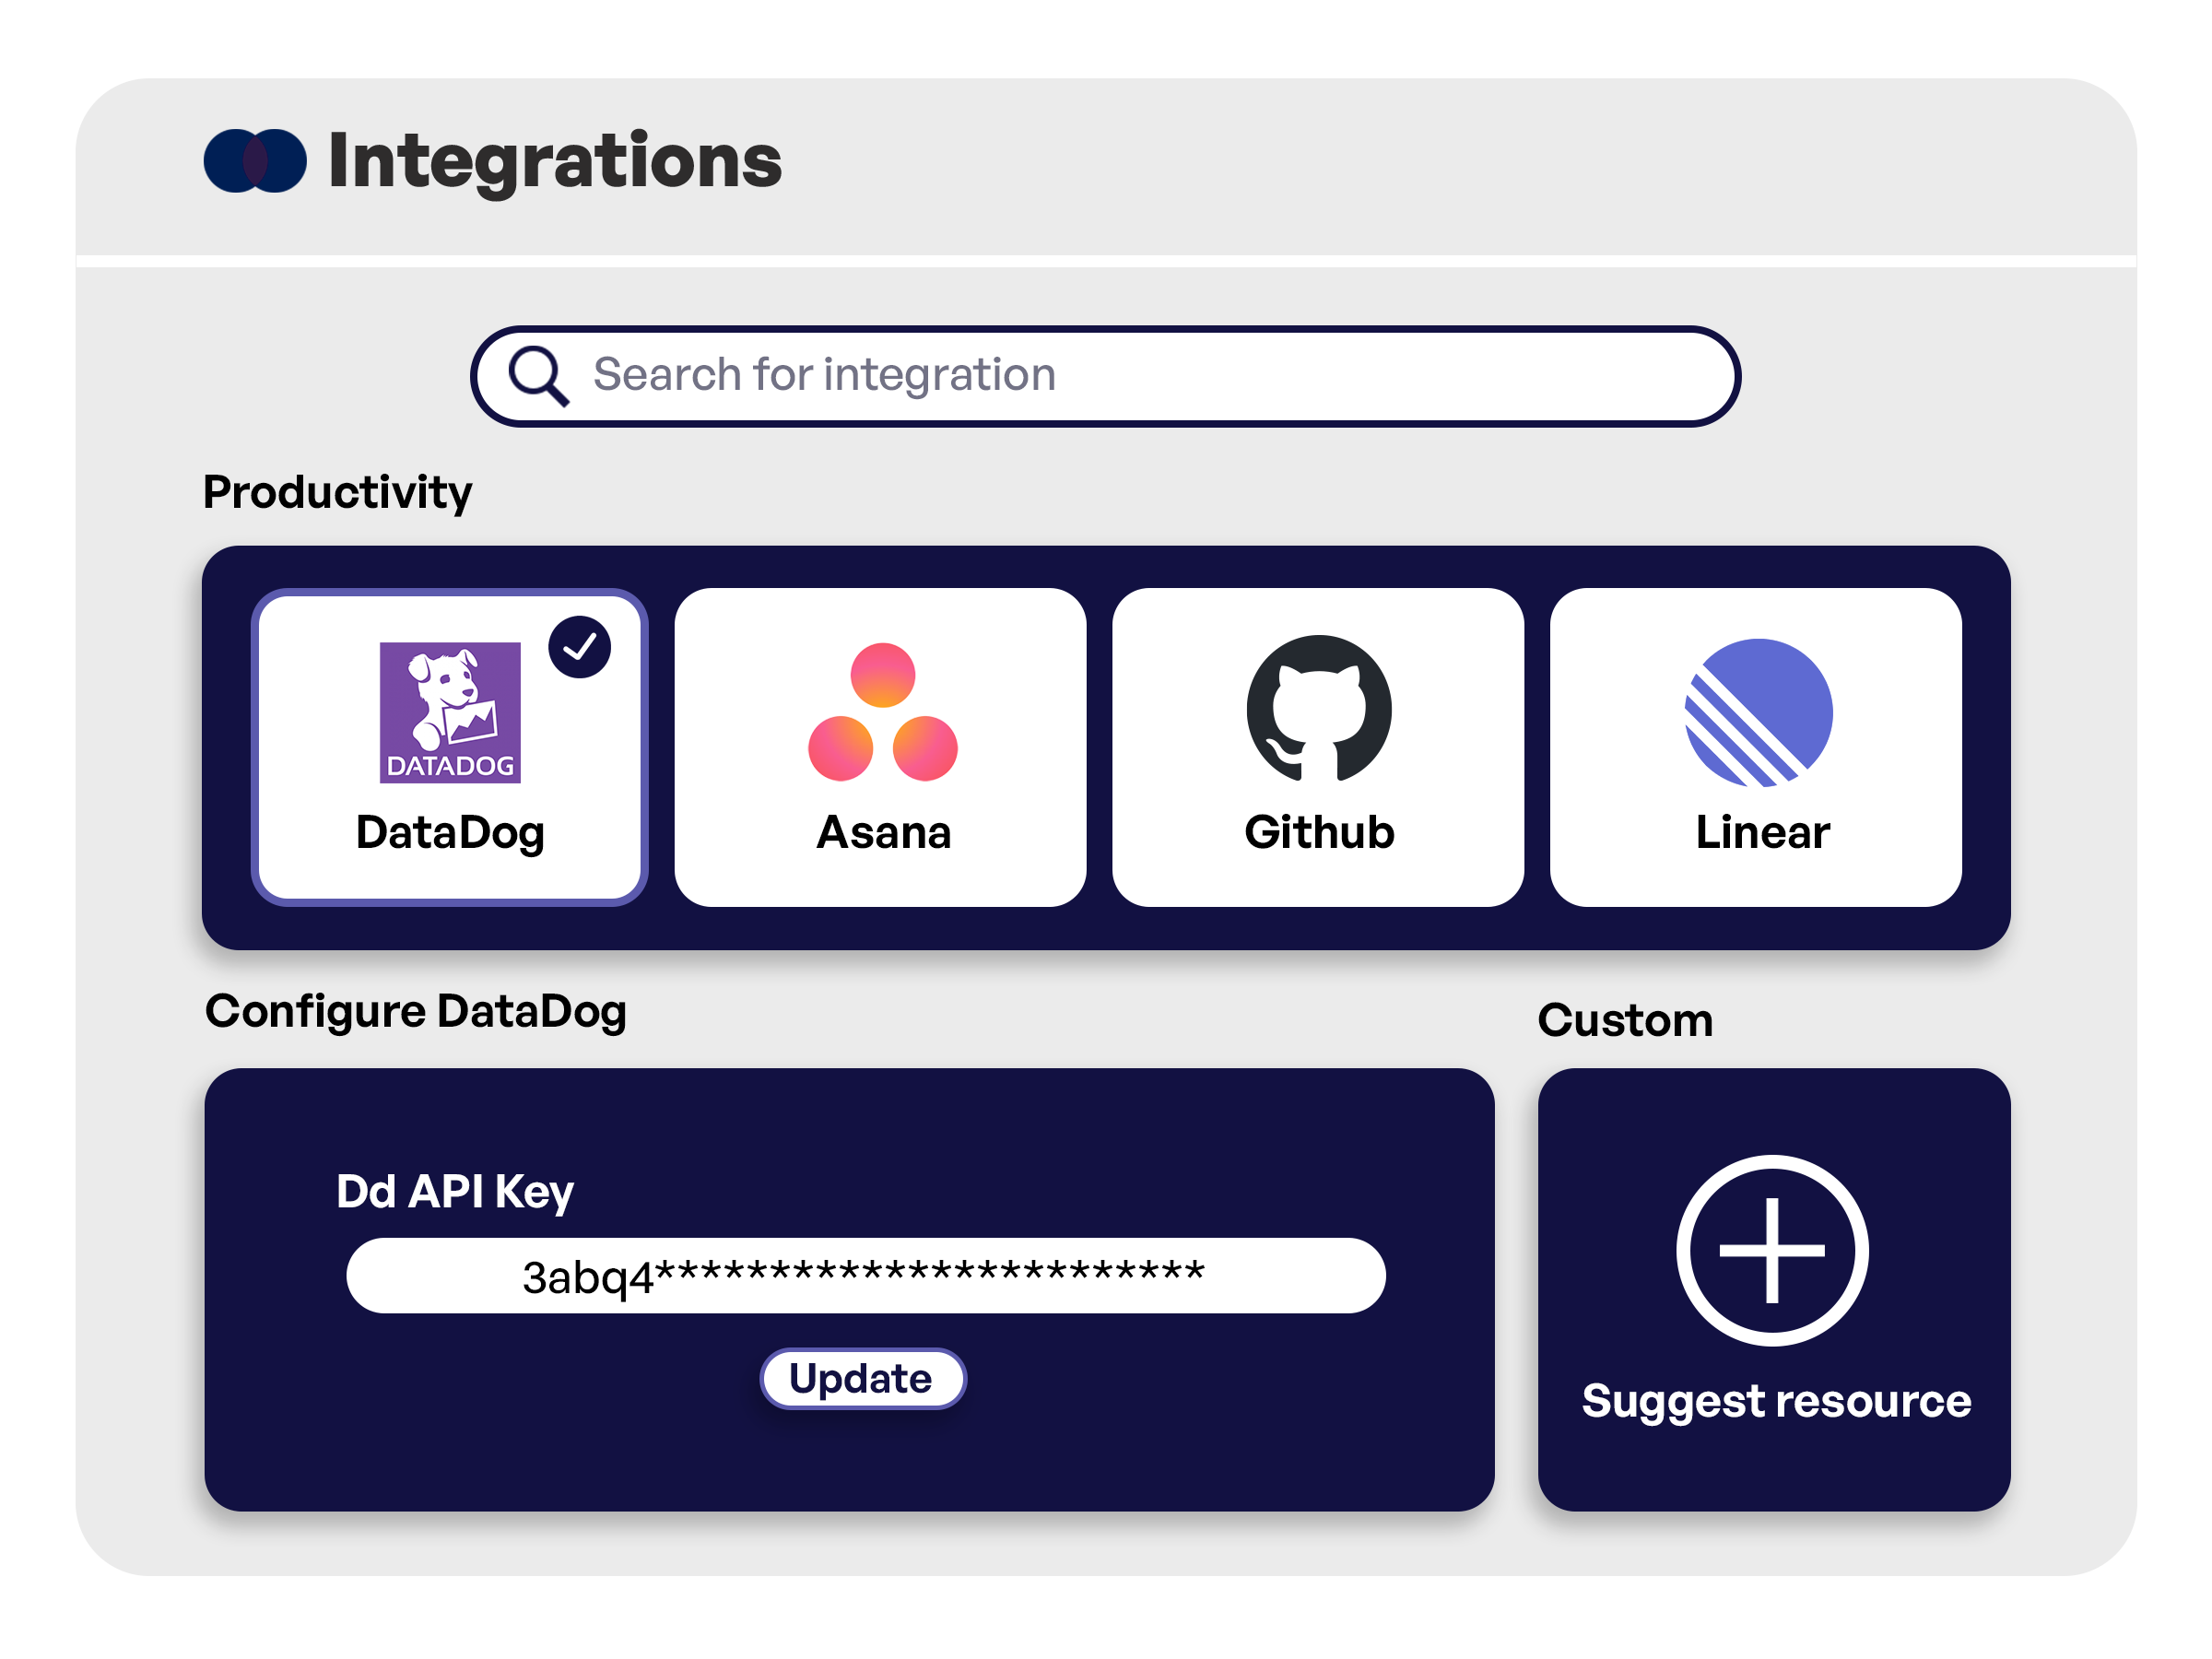 Integrations
Search for integration
Productivity
DATADOG
DataDog
Asana
Github
Linear
Configure DataDog
Custom
Dd API Key
3abq4************************
Update
Suggest resource